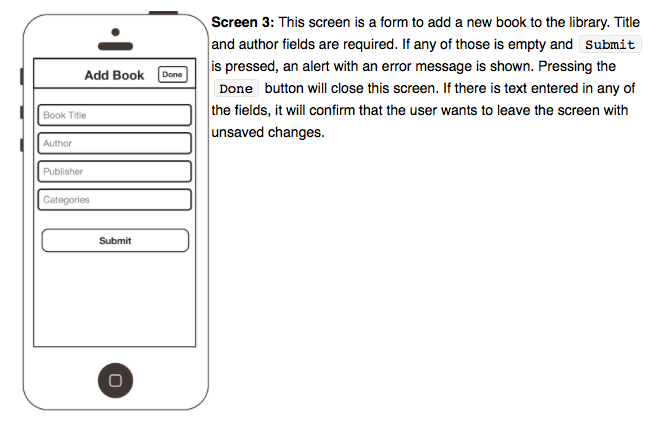 Add Book
Done
Book Title
Author
Publisher
Categories
Submit
Screen 3: This screen is a form to add a new book to the library. Title
and author fields are required. If any of those is empty and Submit
is pressed, an alert with an error message is shown. Pressing the
Done button will close this screen. If there is text entered in any of
the fields, it will confirm that the user wants to leave the screen with
unsaved changes.